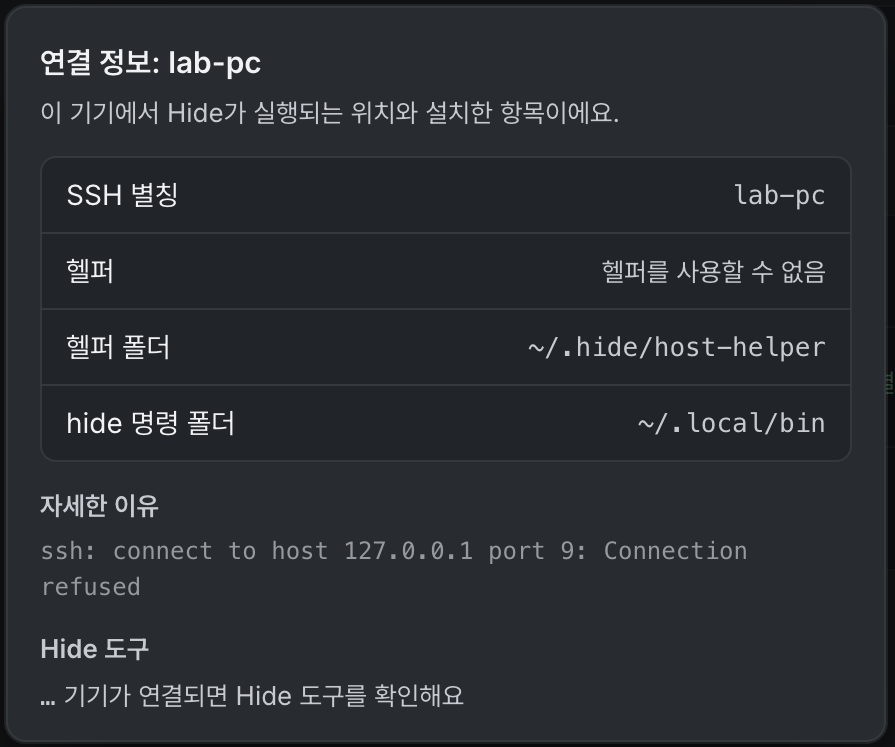 연결 정보: lab-pc
이 기기에서 Hide가 실행되는 위치와 설치한 항목이에요.
SSH 별칭 lab-pc
헬퍼 헬퍼를 사용할 수 없음
헬퍼 폴더 ~/.hide/host-helper
hide 명령 폴더 ~/.local/bin
자세한 이유
ssh: connect to host 127.0.0.1 port 9: Connection
refused
Hide 도구
… 기기가 연결되면 Hide 도구를 확인해요